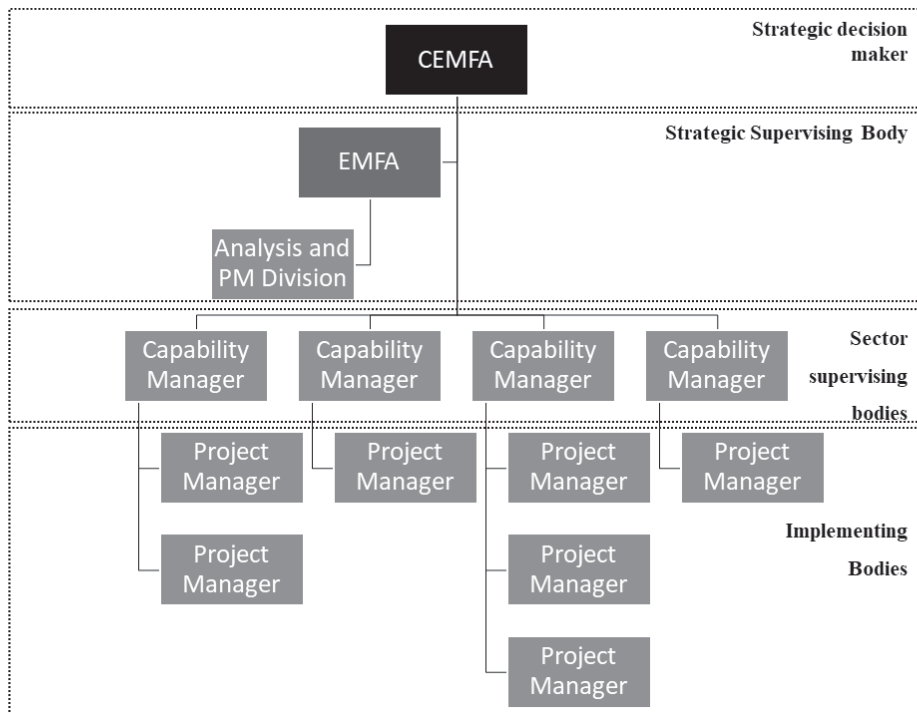 Strategic decision
maker
CEMFA
Strategic Supervising Body
EMFA
Analysis and
PM Division
Sector
supervising
bodies
Capability
Manager
Capability
Manager
Capability
Manager
Capability
Manager
Project
Manager
Project
Manager
Project
Manager
Project
Manager
Implementing
Bodies
Project
Manager
Project
Manager
Project
Manager